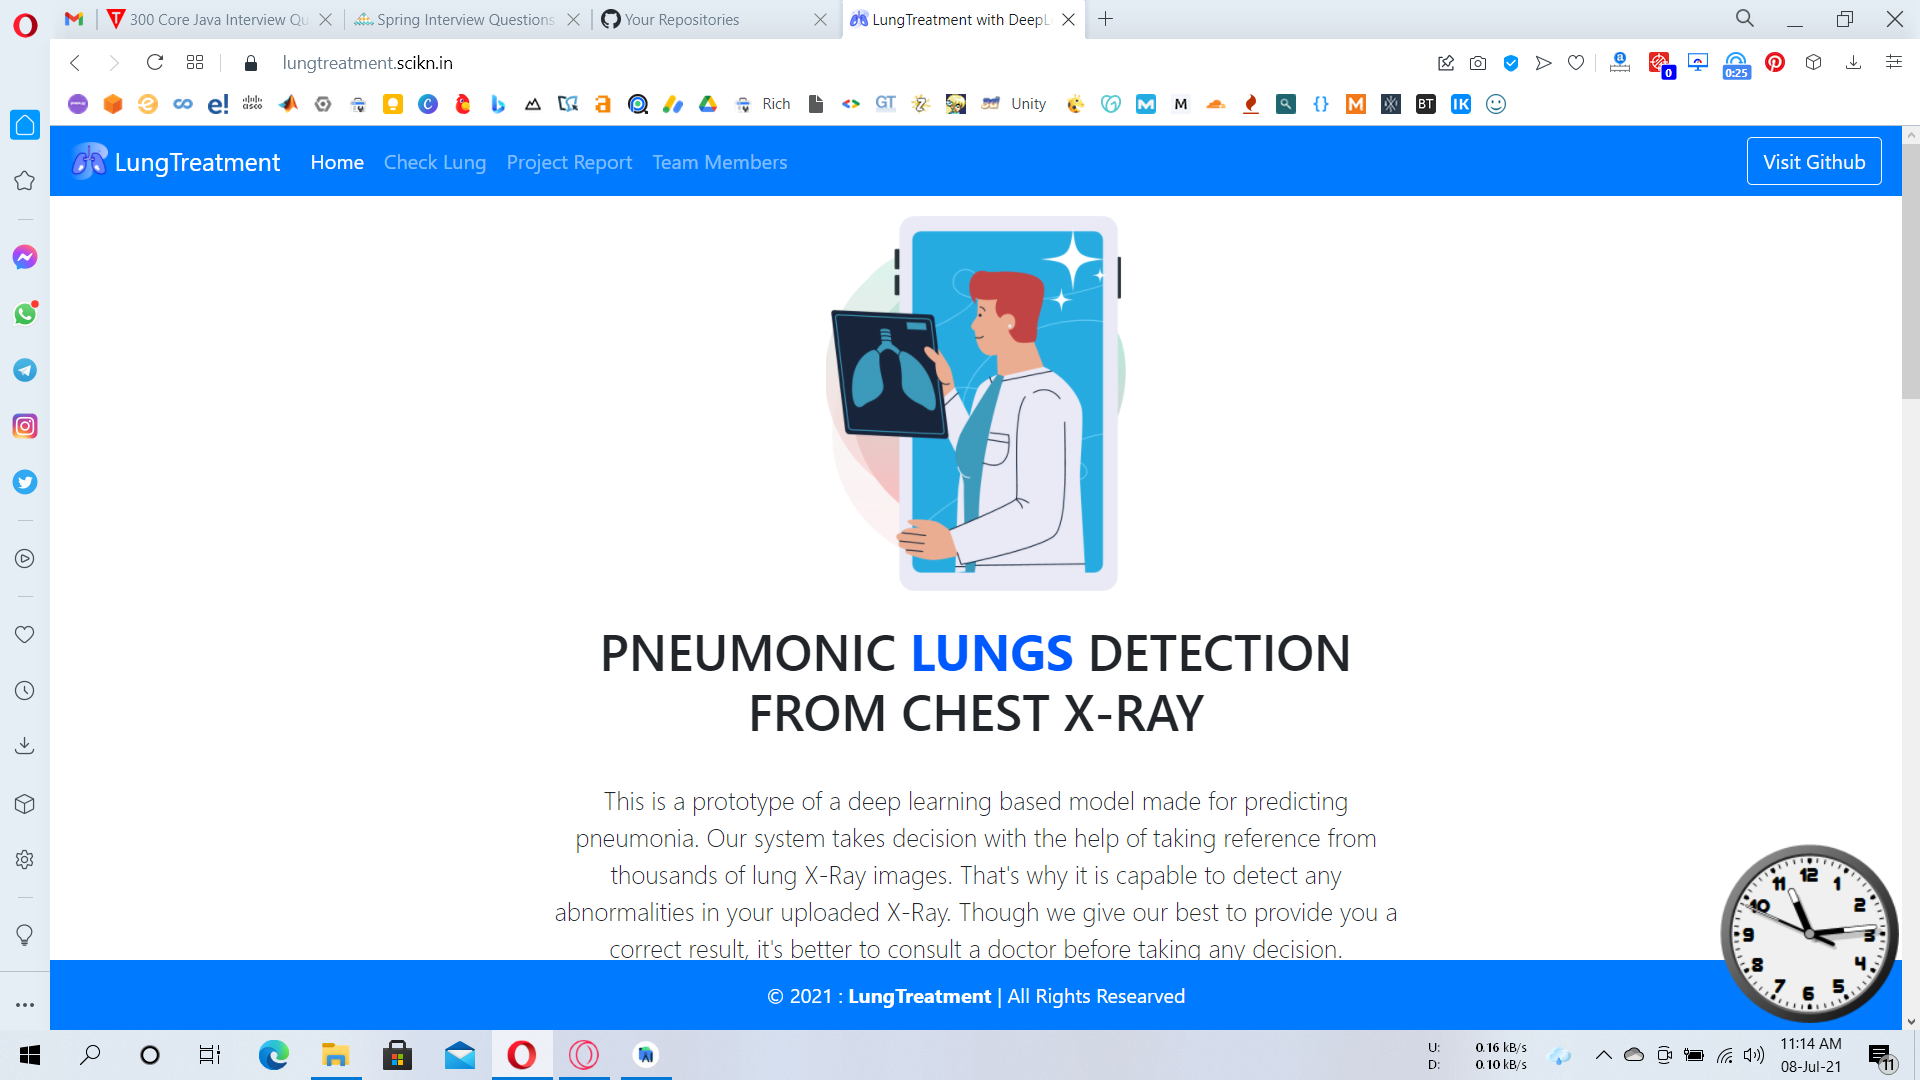 300 Core Java Interview Qu
Spring Interview Questions
Your Repositories
LungTreatment with DeepL
lungtreatment.scikn.in
0
0:25
Rich
Unity
BT
IK
LungTreatment
Home
Check Lung
Project Report
Team Members
Visit Github
PNEUMONIC LUNGS DETECTION
FROM CHEST X-RAY
This is a prototype of a deep learning based model made for predicting
pneumonia. Our system takes decision with the help of taking reference from
thousands of lung X-Ray images. That's why it is capable to detect any
abnormalities in your uploaded X-Ray. Though we give our best to provide you a
correct result, it's better to consult a doctor before taking any decision.
© 2021 : LungTreatment | All Rights Researved
12
1
2
3
4
5
6
7
8
9
10
11
U: 0.16 kB/s
D: 0.10 kB/s
11:14 AM
08-Jul-21
11